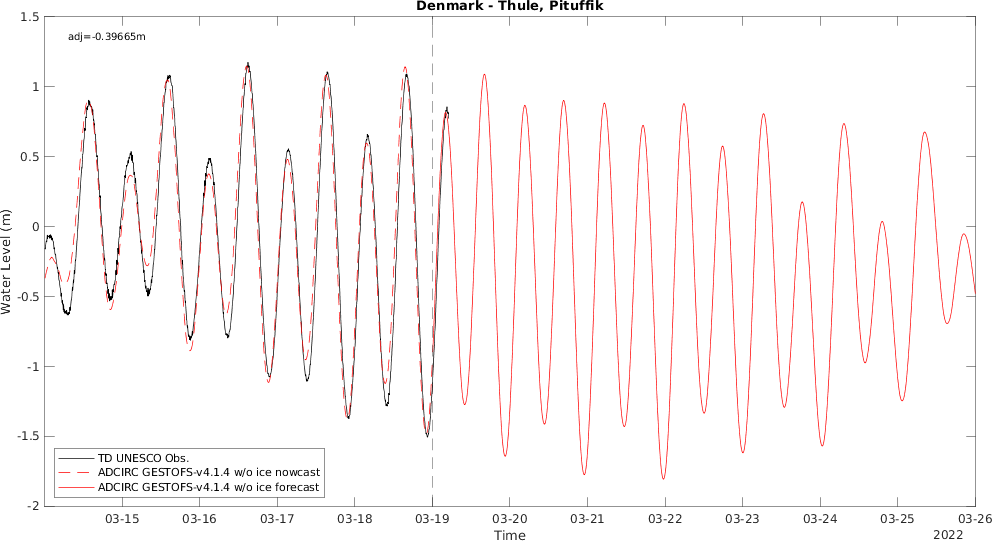 Denmark - Thule, Pituffik
adj=-0.39665m
1.5
1
0.5
0
-0.5
-1
-1.5
-2
Water Level (m)
TD UNESCO Obs.
ADCIRC GESTOFS-v4.1.4 w/o ice nowcast
ADCIRC GESTOFS-v4.1.4 w/o ice forecast
03-15 03-16 03-17 03-18 03-19 03-20 03-21 03-22 03-23 03-24 03-25 03-26
Time
2022